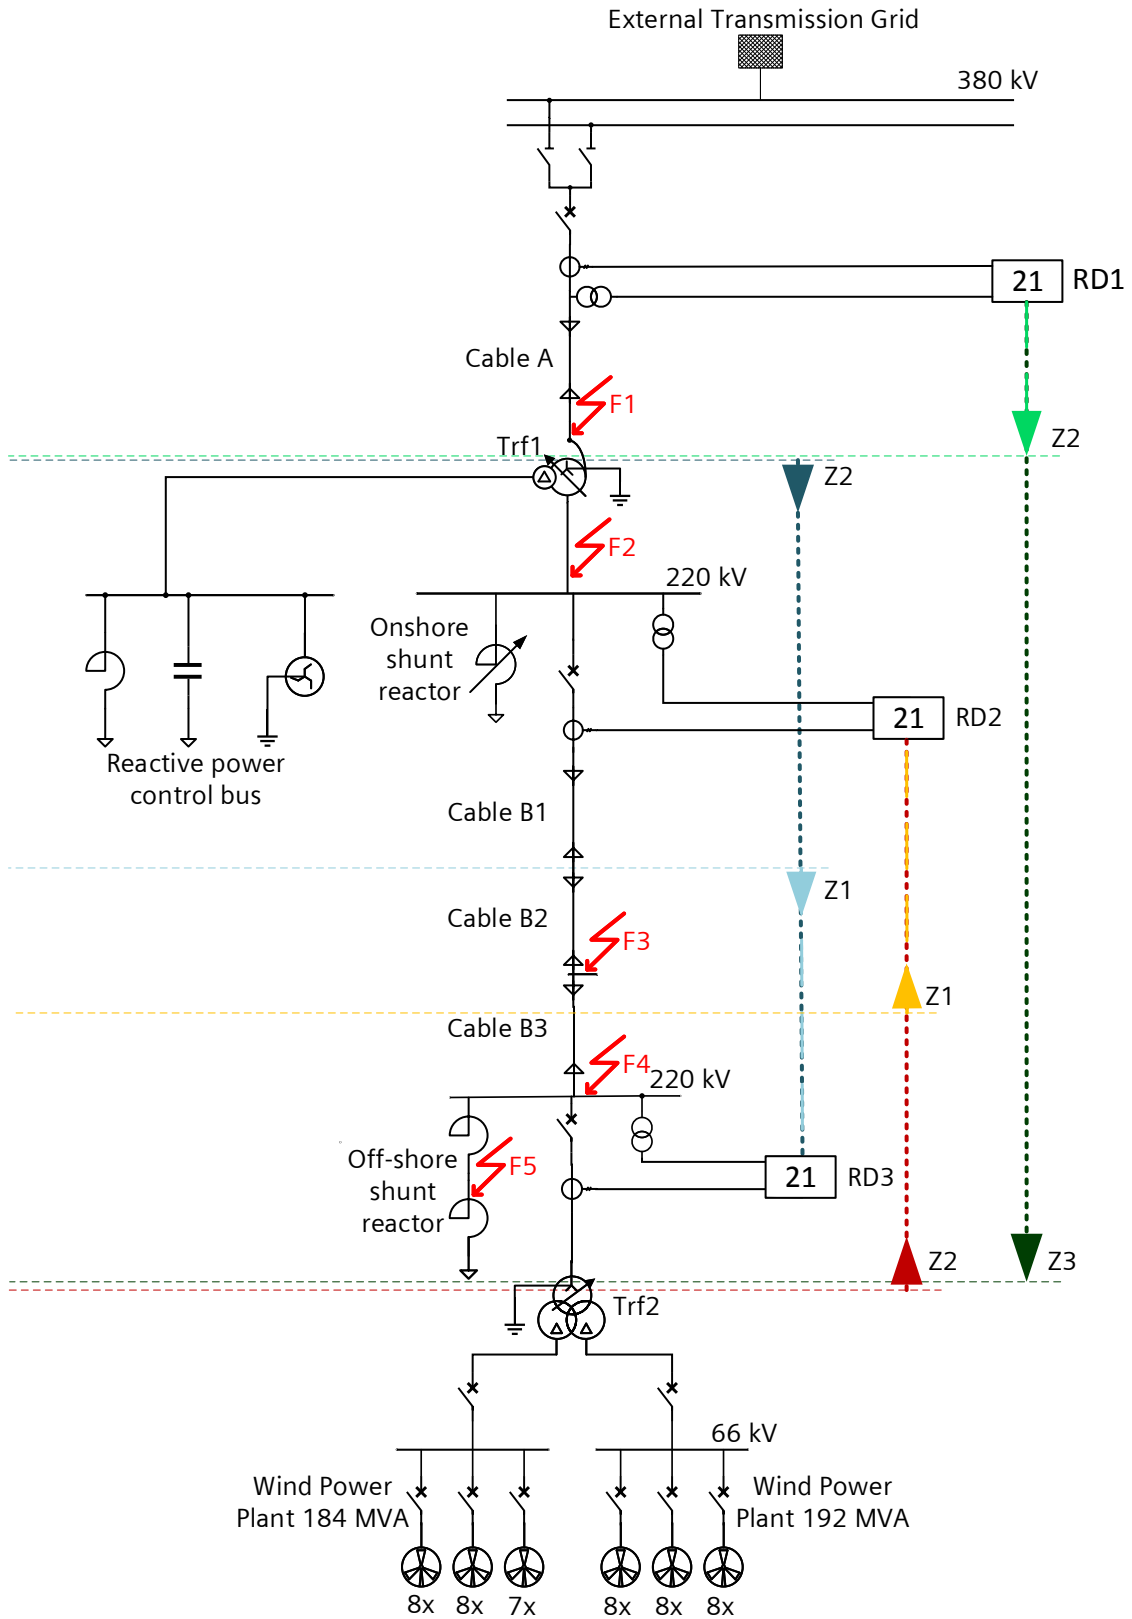 External Transmission Grid
380 kV
21
RD1
Cable A
F1
Z2
Trf1
Z2
F2
220 kV
Onshore
shunt
reactor
21
RD2
Reactive power
control bus
Cable B1
Z1
Cable B2
F3
Z1
Cable B3
F4
220 kV
Off-shore
shunt
reactor
F5
21
RD3
Z2
Z3
Trf2
66 kV
Wind Power
Plant 184 MVA
Wind Power
Plant 192 MVA
8x
8x
7x
8x
8x
8x